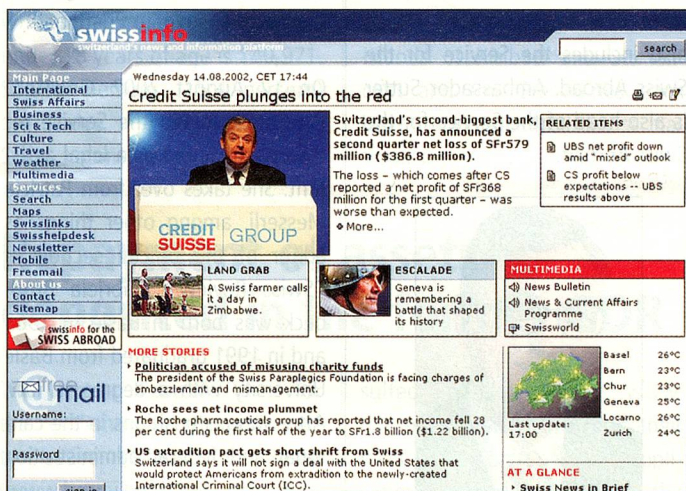 swissinfo
switzerland's news and information platform
search
Main Page
International
Swiss Affairs
Business
Sci & Tech
Culture
Travel
Weather
Multimedia
Services
Search
Maps
Swisslinks
Swisshelpdesk
Newsletter
Mobile
Freemail
About us
Contact
Sitemap
swissinfo for the
SWISS ABROAD
free
mail
Username:
Password
sign in
Wednesday 14.08.2002, CET 17:44
Credit Suisse plunges into the red
CREDIT
SUISSE GROUP
Switzerland's second-biggest bank,
Credit Suisse, has announced a
second quarter net loss of SFr579
million ($386.8 million).
The loss – which comes after CS
reported a net profit of SFr368
million for the first quarter – was
worse than expected.
More...
RELATED ITEMS
UBS net profit down
amid "mixed" outlook
CS profit below
expectations -- UBS
results above
LAND GRAB
A Swiss farmer calls
it a day in
Zimbabwe.
ESCALADE
Geneva is
remembering a
battle that shaped
its history
MULTIMEDIA
News Bulletin
News & Current Affairs
Programme
Swissworld
MORE STORIES
Politician accused of misusing charity funds
The president of the Swiss Paraplegics Foundation is facing charges of
embezzlement and mismanagement.
Roche sees net income plummet
The Roche pharmaceuticals group has reported that net income fell 28
per cent during the first half of the year to SFr1.8 billion ($1.22 billion).
US extradition pact gets short shrift from Swiss
Switzerland says it will not sign a deal with the United States that
would protect Americans from extradition to the newly-created
International Criminal Court (ICC).
Last update:
17:00
Basel 26°C
Bern 23°C
Chur 23°C
Geneva 25°C
Locarno 26°C
Zurich 24°C
AT A GLANCE
Swiss News in Brief